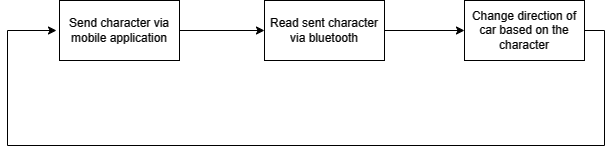 Send character via
mobile application
Read sent character
via bluetooth
Change direction of
car based on the
character